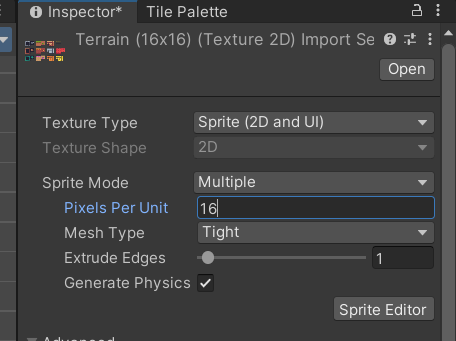 Inspector*
Tile Palette
Terrain (16x16) (Texture 2D) Import Se
Open
Texture Type
Sprite (2D and UI)
Texture Shape
2D
Sprite Mode
Multiple
Pixels Per Unit
16
Mesh Type
Tight
Extrude Edges
1
Generate Physics
Sprite Editor
Advanced